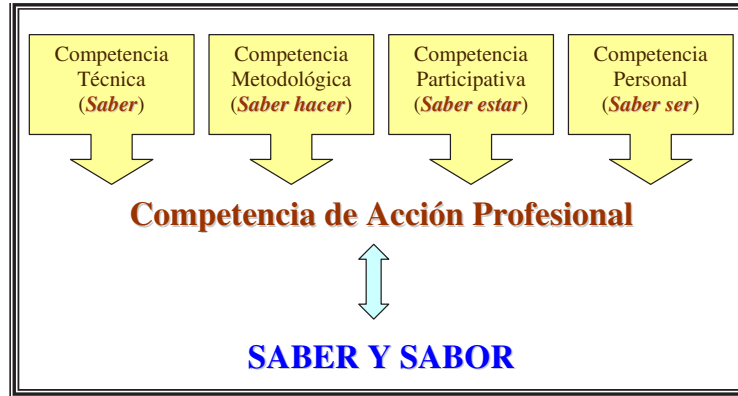 Competencia
Técnica
(Saber)
Competencia
Metodológica
(Saber hacer)
Competencia
Participativa
(Saber estar)
Competencia
Personal
(Saber ser)
Competencia de Acción Profesional
SABER Y SABOR